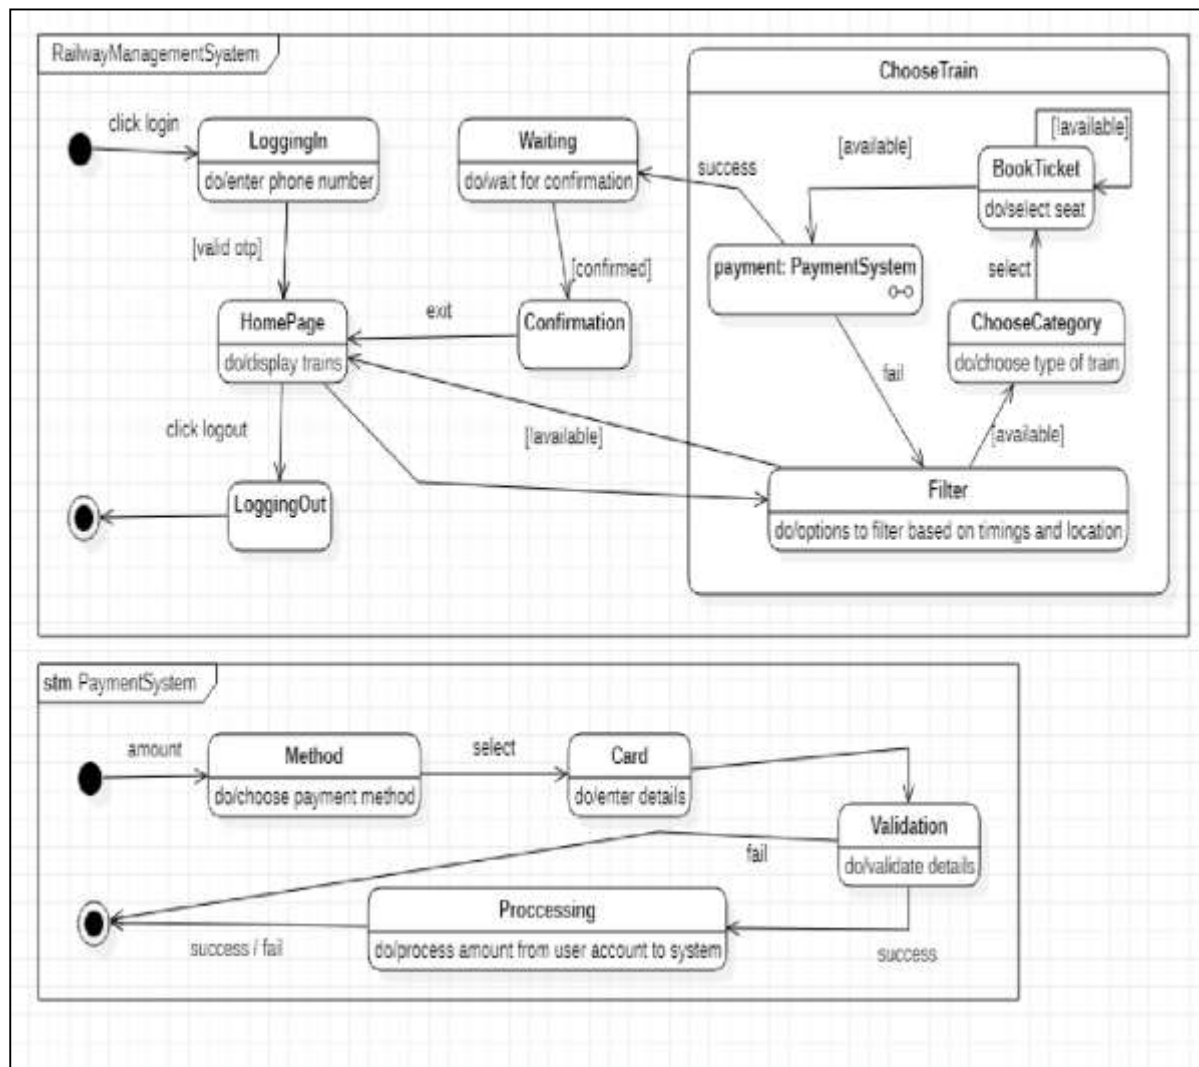 RailwayManagementSyatem
ChooseTrain
click login
LoggingIn
do/enter phone number
Waiting
do/wait for confirmation
success
[available]
[!available]
BookTicket
do/select seat
[valid otp]
[confirmed]
payment: PaymentSystem
select
HomePage
do/display trains
exit
Confirmation
ChooseCategory
do/choose type of train
fail
click logout
[!available]
[available]
LoggingOut
Filter
do/options to filter based on timings and location
stm PaymentSystem
amount
Method
do/choose payment method
select
Card
do/enter details
Validation
do/validate details
fail
Proccessing
do/process amount from user account to system
success / fail
success